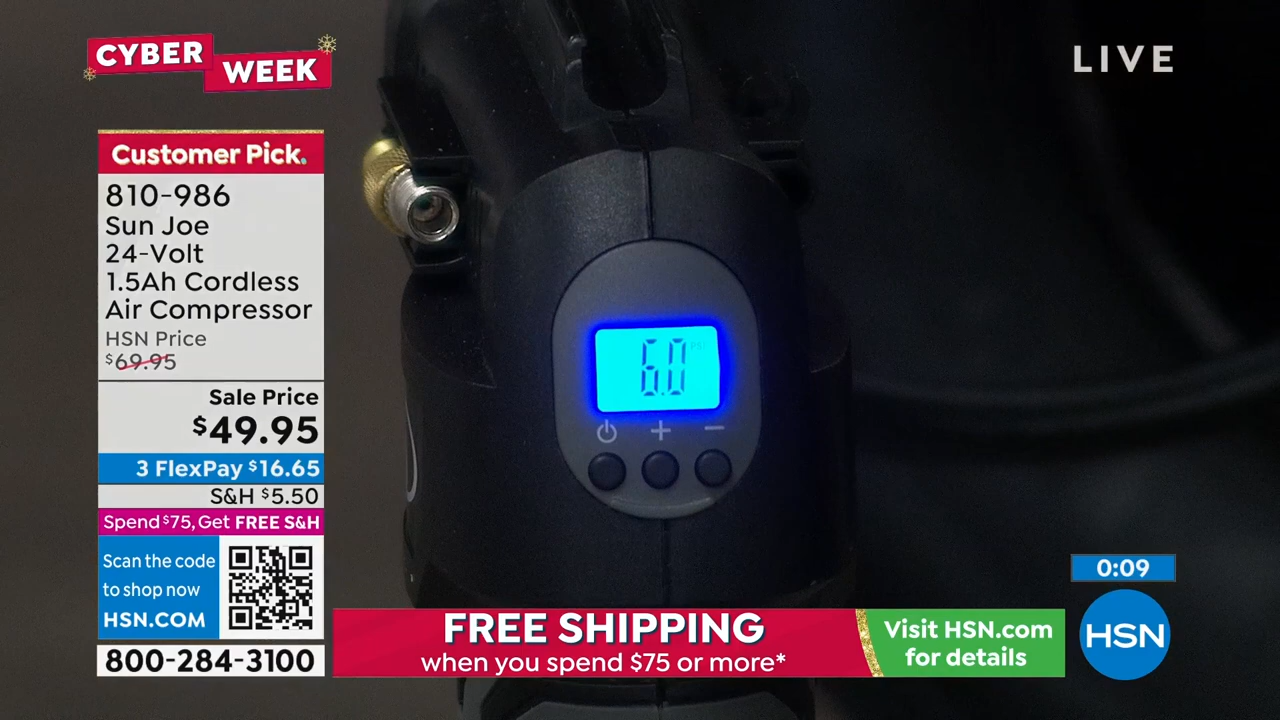 CYBER
WEEK
LIVE
Customer Pick.
810-986
Sun Joe
24-Volt
1.5Ah Cordless
Air Compressor
HSN Price
$69.95
Sale Price
$49.95
3 FlexPay $16.65
S&H $5.50
Spend $75, Get FREE S&H
Scan the code
to shop now
HSN.COM
800-284-3100
6.0 PSI
FREE SHIPPING
when you spend $75 or more*
Visit HSN.com
for details
0:09
HSN